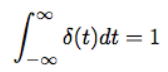 ∫_{-∞}^{∞} δ(t)dt = 1